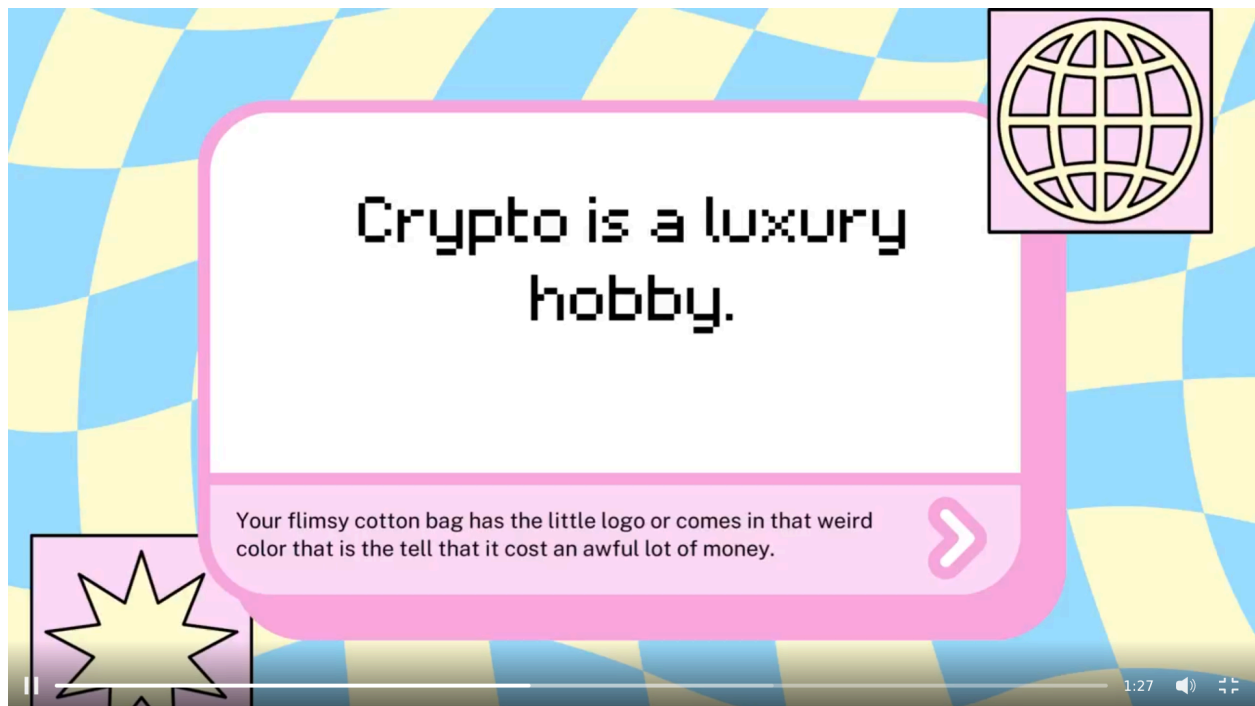 Crypto is a luxury
hobby.
Your flimsy cotton bag has the little logo or comes in that weird
color that is the tell that it cost an awful lot of money.
1:27